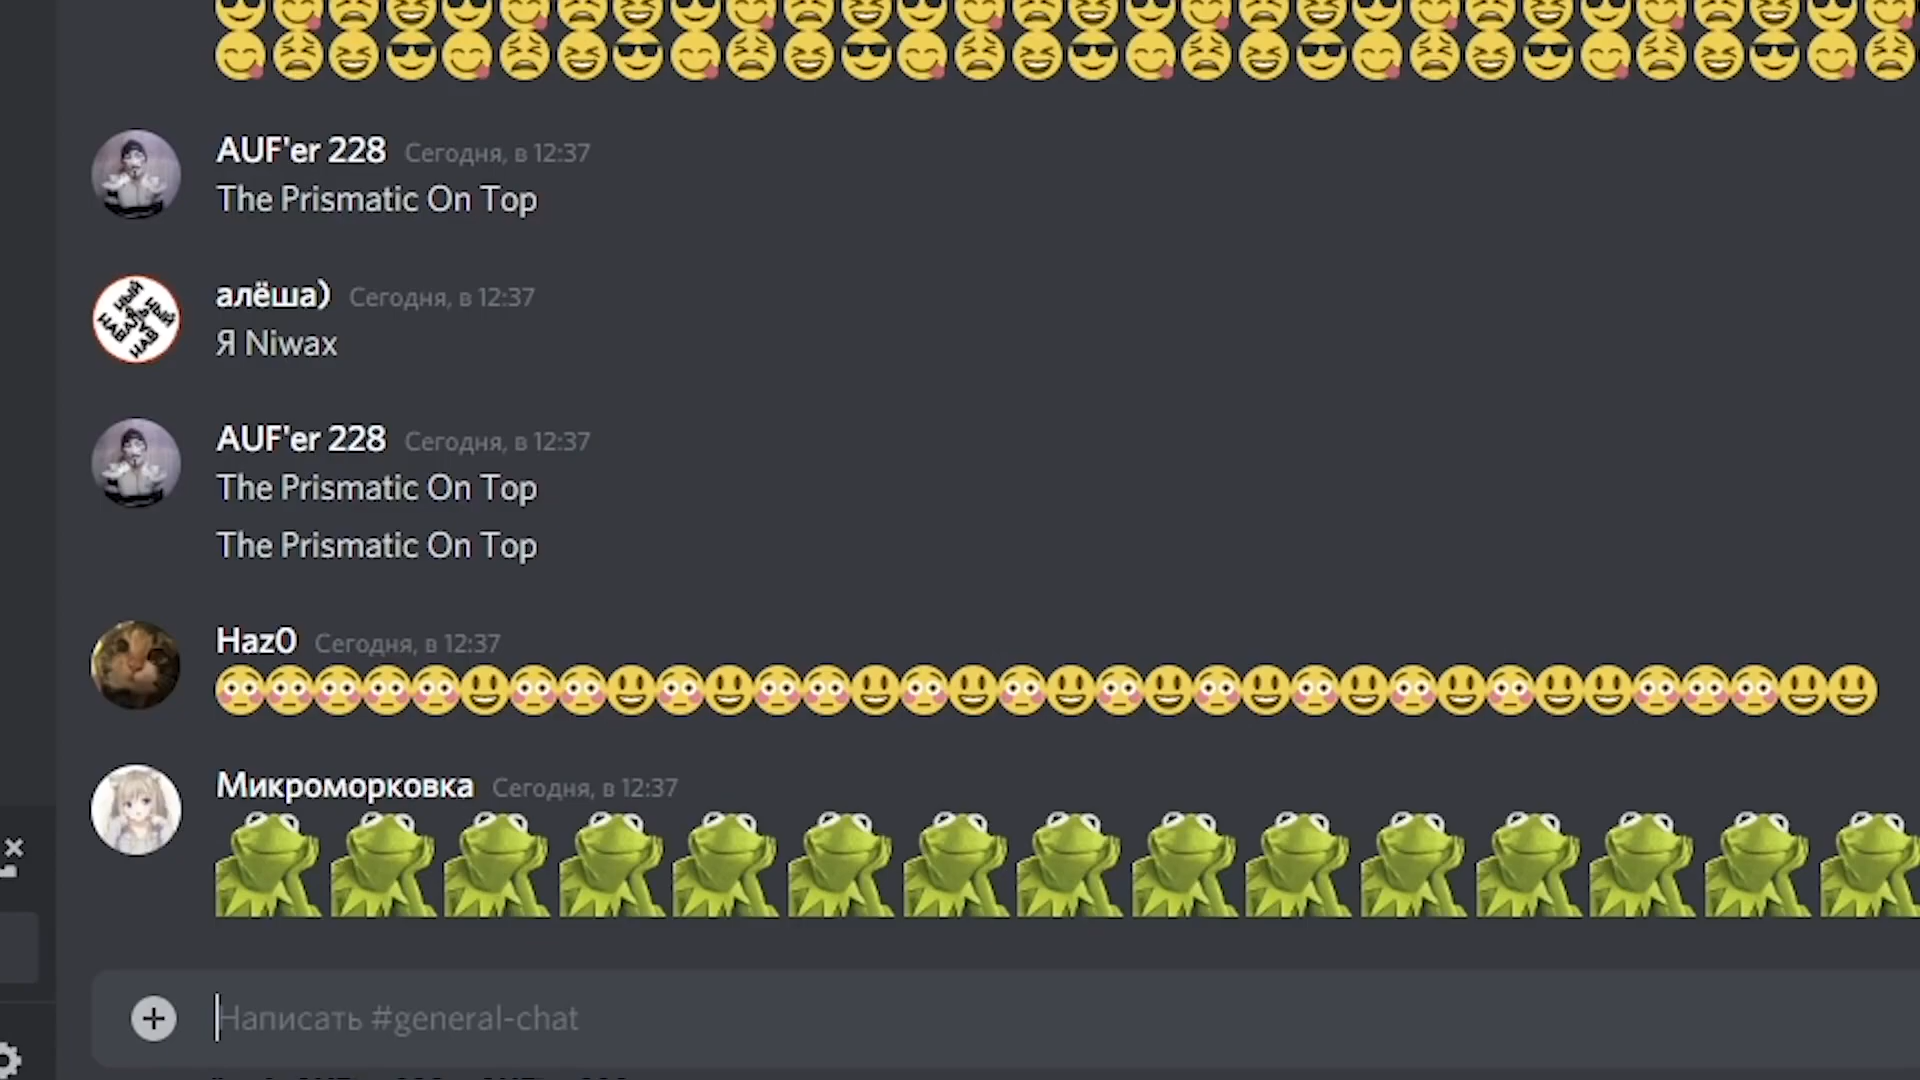 AUF'er 228 Сегодня, в 12:37
The Prismatic On Top
алёша) Сегодня, в 12:37
Я Niwax
AUF'er 228 Сегодня, в 12:37
The Prismatic On Top
The Prismatic On Top
Haz0 Сегодня, в 12:37
Микроморковка Сегодня, в 12:37
Написать #general-chat